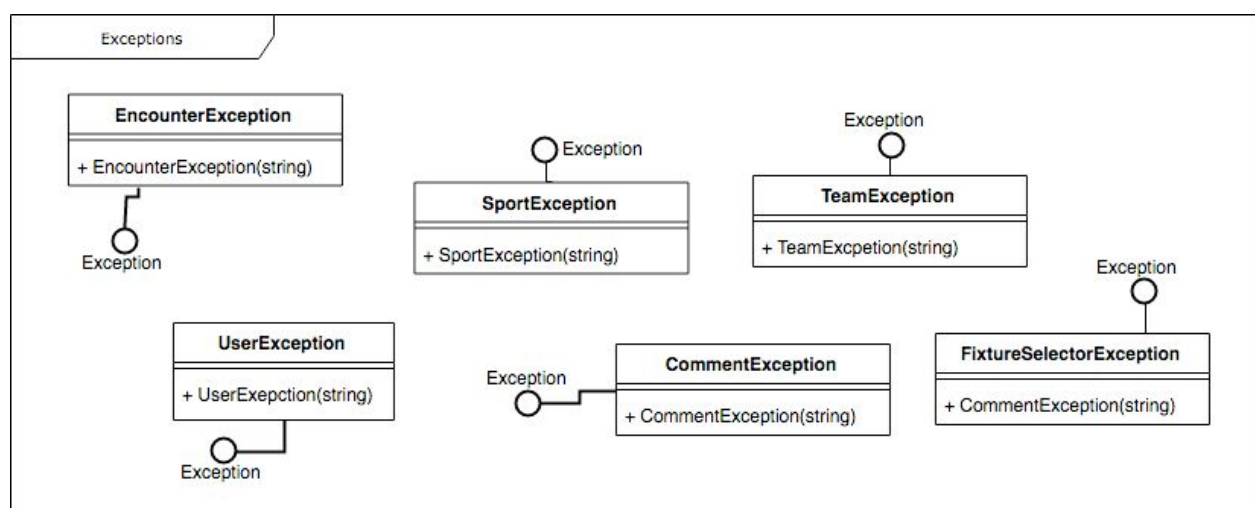 Exceptions
EncounterException
+ EncounterException(string)
Exception
Exception
SportException
+ SportException(string)
Exception
TeamException
+ TeamExcpetion(string)
UserException
+ UserExepction(string)
Exception
Exception
CommentException
+ CommentException(string)
Exception
FixtureSelectorException
+ CommentException(string)